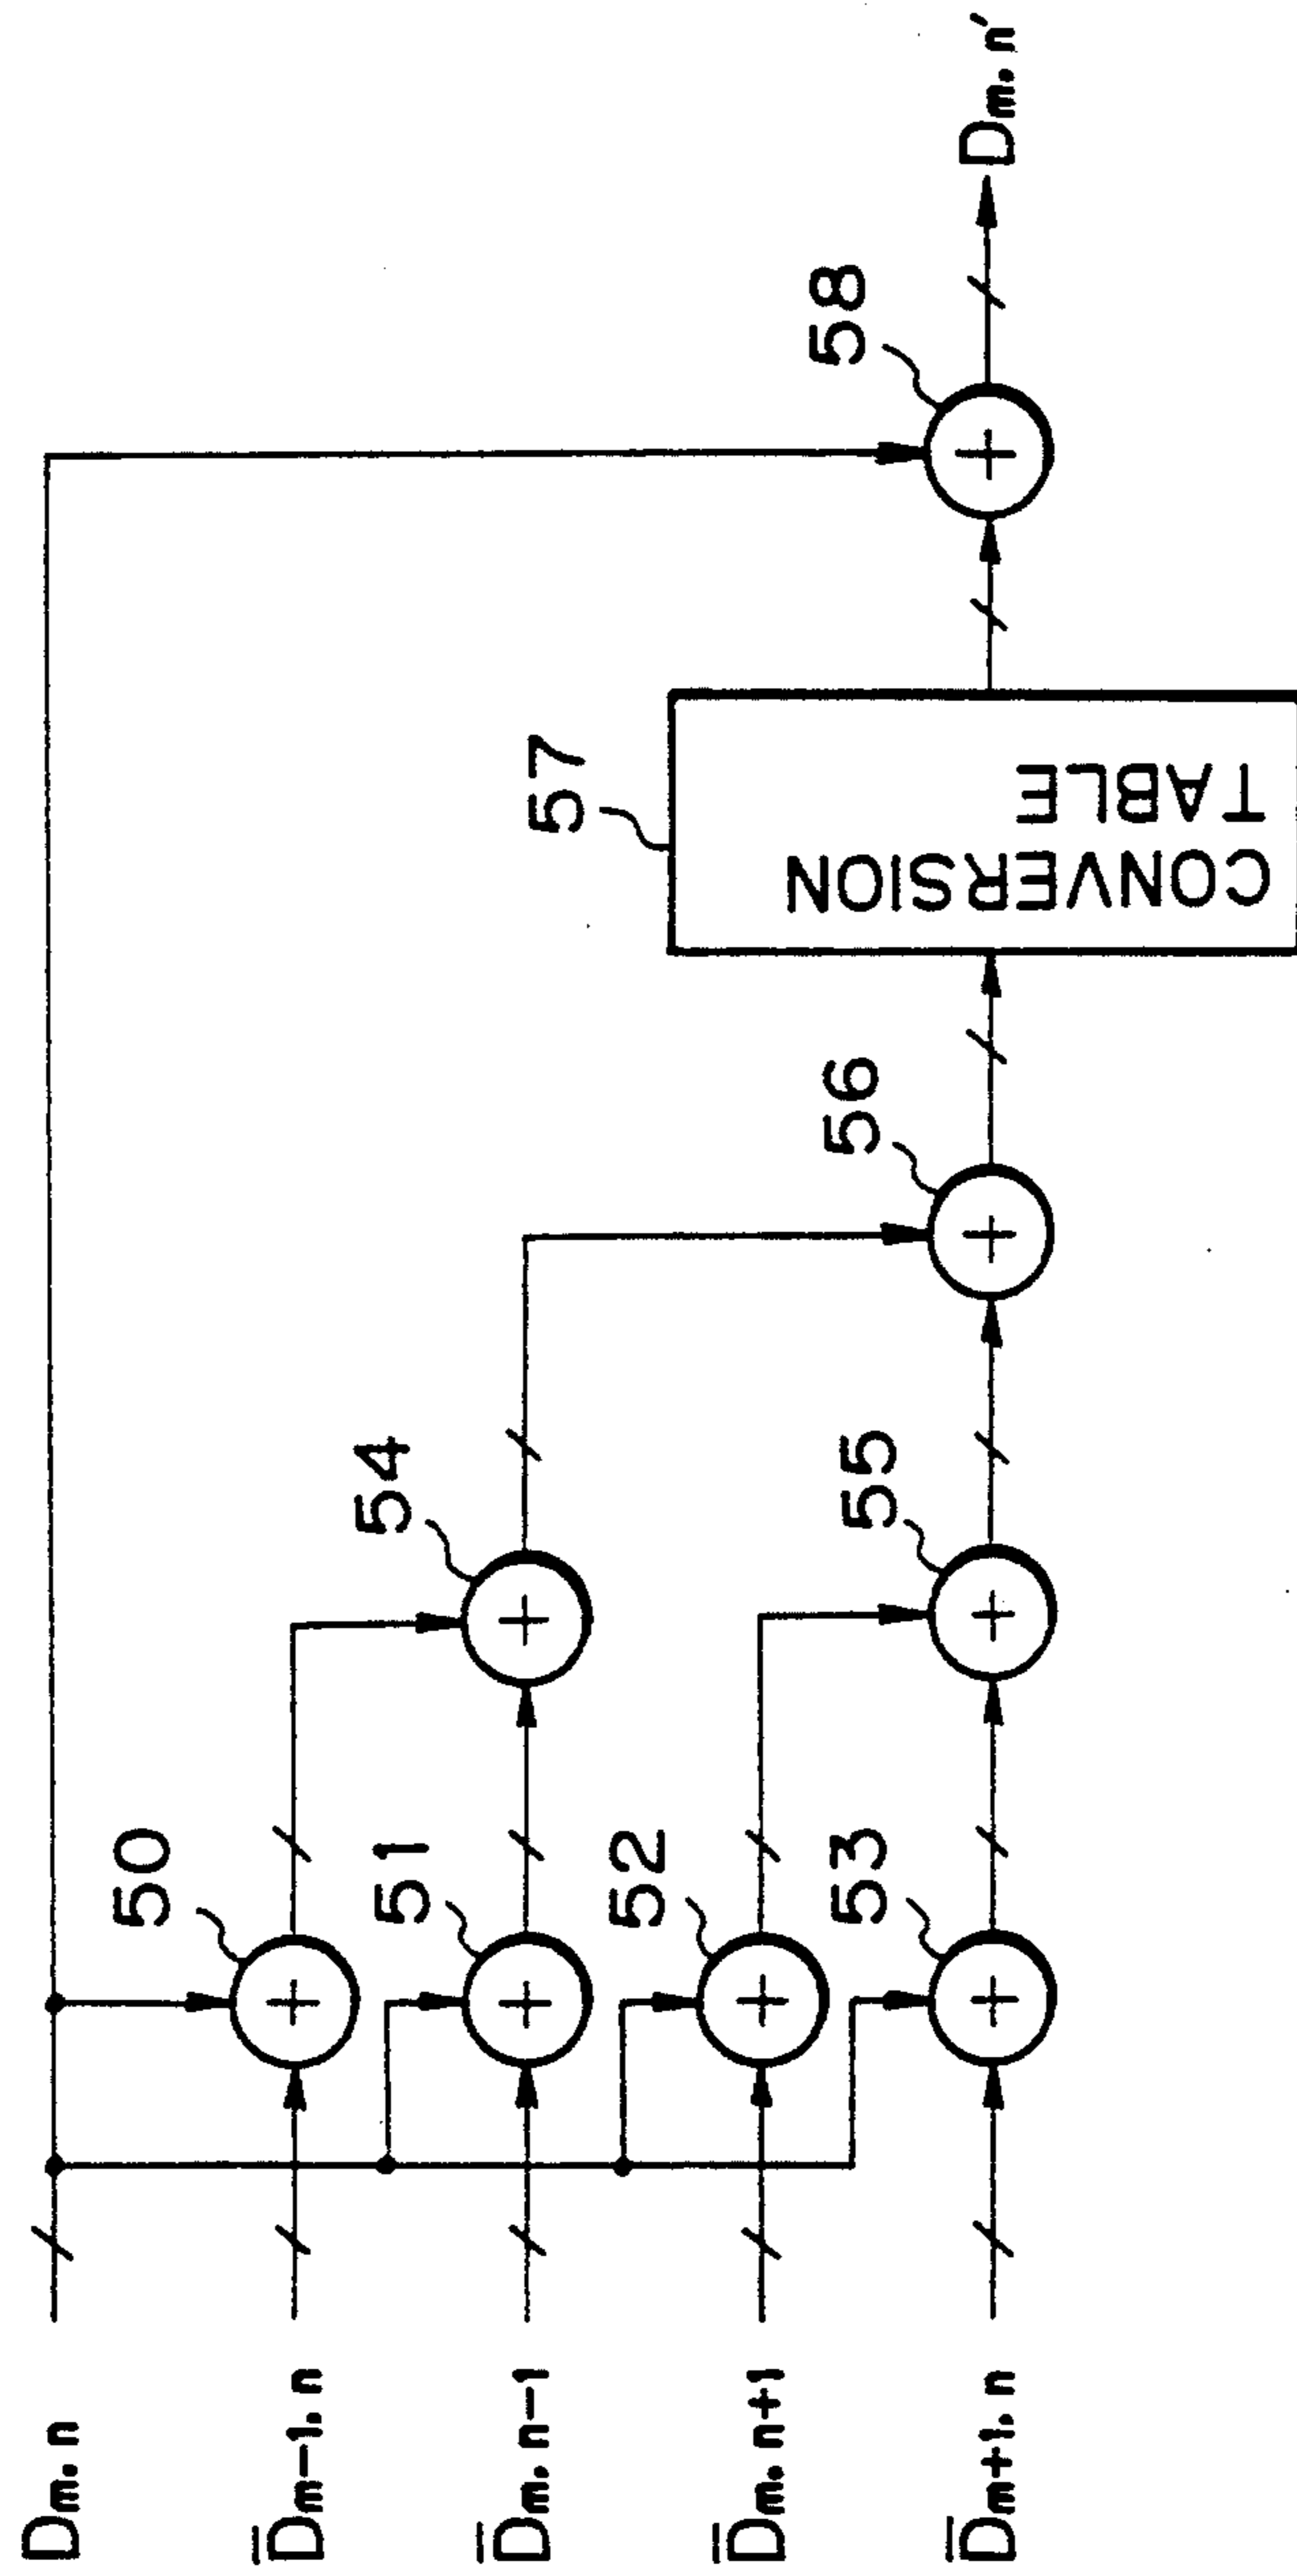 Dm.n
D̅m-1.n
D̅m.n-1
D̅m.n+1
D̅m+1.n
50
51
52
53
54
55
56
57
CONVERSION
TABLE
58
Dm.n'